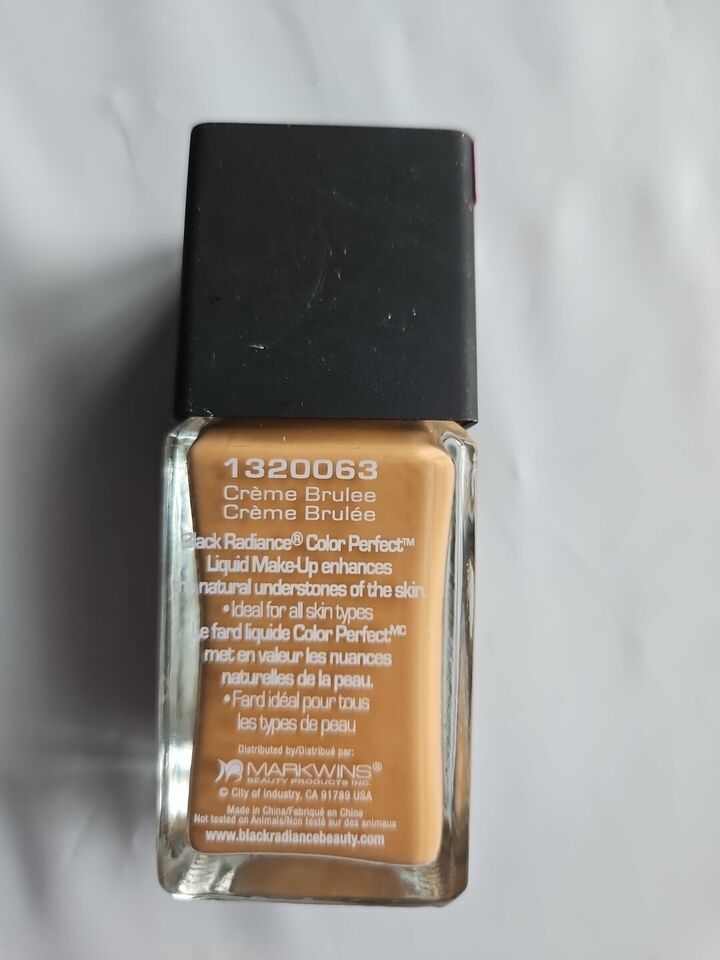 1320063
Crème Brulee
Crème Brulée
Black Radiance® Color Perfect™
Liquid Make-Up enhances
natural understones of the skin.
• Ideal for all skin types
Le fard liquide Color Perfect MC
met en valeur les nuances
naturelles de la peau.
• Fard idéal pour tous
les types de peau
Distributed by/Distribué par:
MARKWINS®
BEAUTY PRODUCTS INC.
© City of Industry, CA 91789 USA
Made in China/Fabriqué en China
Not tested on Animals/Non testé sur des animaux
www.blackradiancebeauty.com